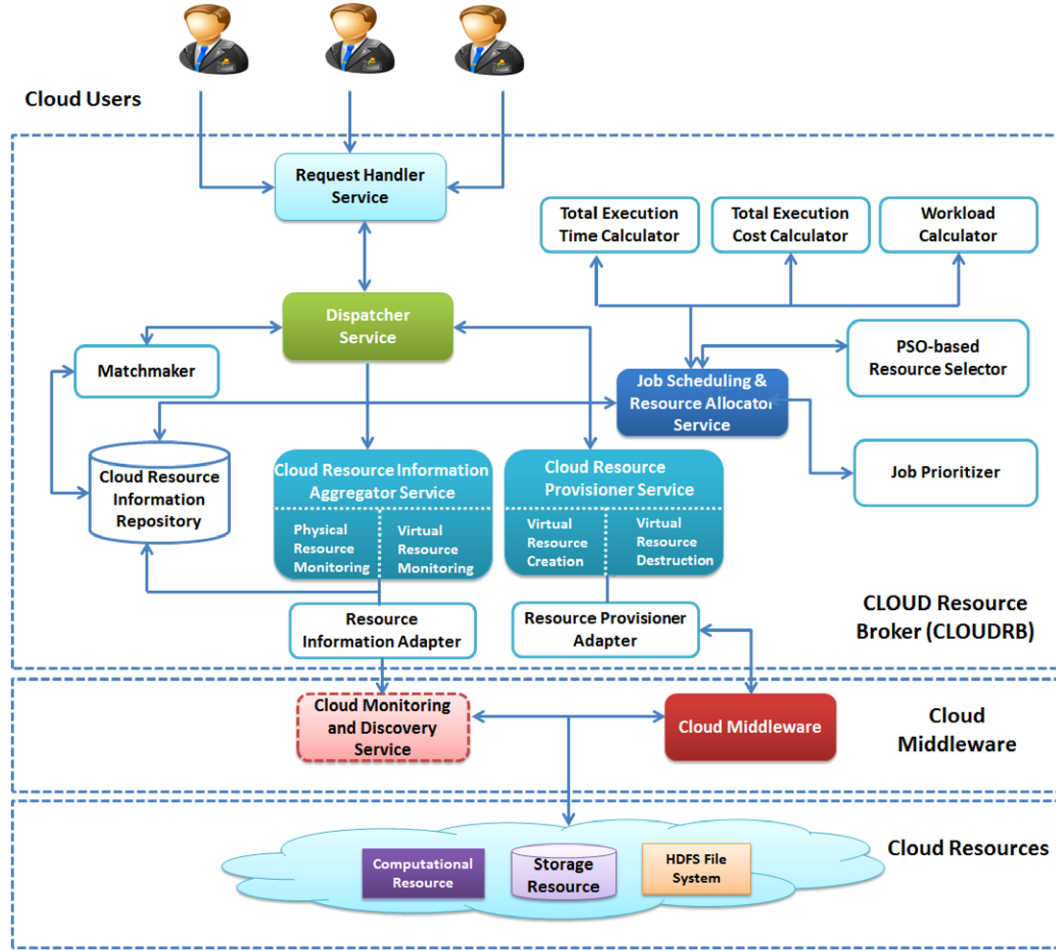 Cloud Users
Request Handler
Service
Total Execution
Time Calculator
Total Execution
Cost Calculator
Workload
Calculator
Dispatcher
Service
Matchmaker
PSO-based
Resource Selector
Job Scheduling &
Resource Allocator
Service
Cloud Resource
Information
Repository
Cloud Resource Information
Aggregator Service
Physical
Resource
Monitoring
Virtual
Resource
Monitoring
Cloud Resource
Provisioner Service
Virtual
Resource
Creation
Virtual
Resource
Destruction
Job Prioritizer
Resource
Information Adapter
Resource Provisioner
Adapter
CLOUD Resource
Broker (CLOUDRB)
Cloud Monitoring
and Discovery
Service
Cloud Middleware
Cloud
Middleware
Computational
Resource
Storage
Resource
HDFS File
System
Cloud Resources